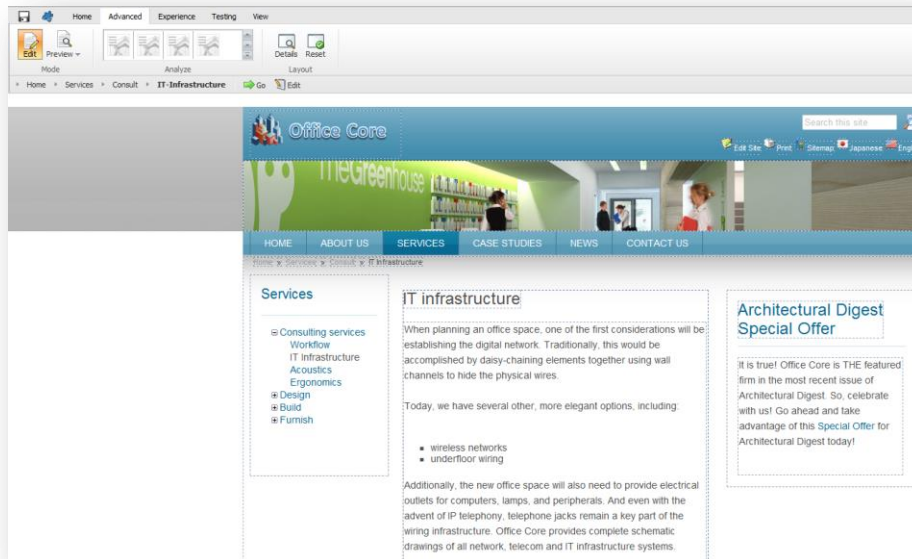 Home Advanced Experience Testing View
Edit Preview Details Reset
Mode Analyze Layout
Home Services Consult IT-Infrastructure Go Edit
Office Core
Search this site
Edit Site Print Sitemap Japanese Engl
TheGreenhouse
HOME ABOUT US SERVICES CASE STUDIES NEWS CONTACT US
Home Services Consult IT Infrastructure
Services
Consulting services
Workflow
IT Infrastructure
Acoustics
Ergonomics
Design
Build
Furnish
IT infrastructure
When planning an office space, one of the first considerations will be
establishing the digital network. Traditionally, this would be
accomplished by daisy-chaining elements together using wall
channels to hide the physical wires.
Today, we have several other, more elegant options, including:
wireless networks
underfloor wiring
Additionally, the new office space will also need to provide electrical
outlets for computers, lamps, and peripherals. And even with the
advent of IP telephony, telephone jacks remain a key part of the
wiring infrastructure. Office Core provides complete schematic
drawings of all network, telecom and IT infrastructure systems.
Architectural Digest
Special Offer
It is true! Office Core is THE featured
firm in the most recent issue of
Architectural Digest. So, celebrate
with us! Go ahead and take
advantage of this Special Offer for
Architectural Digest today!